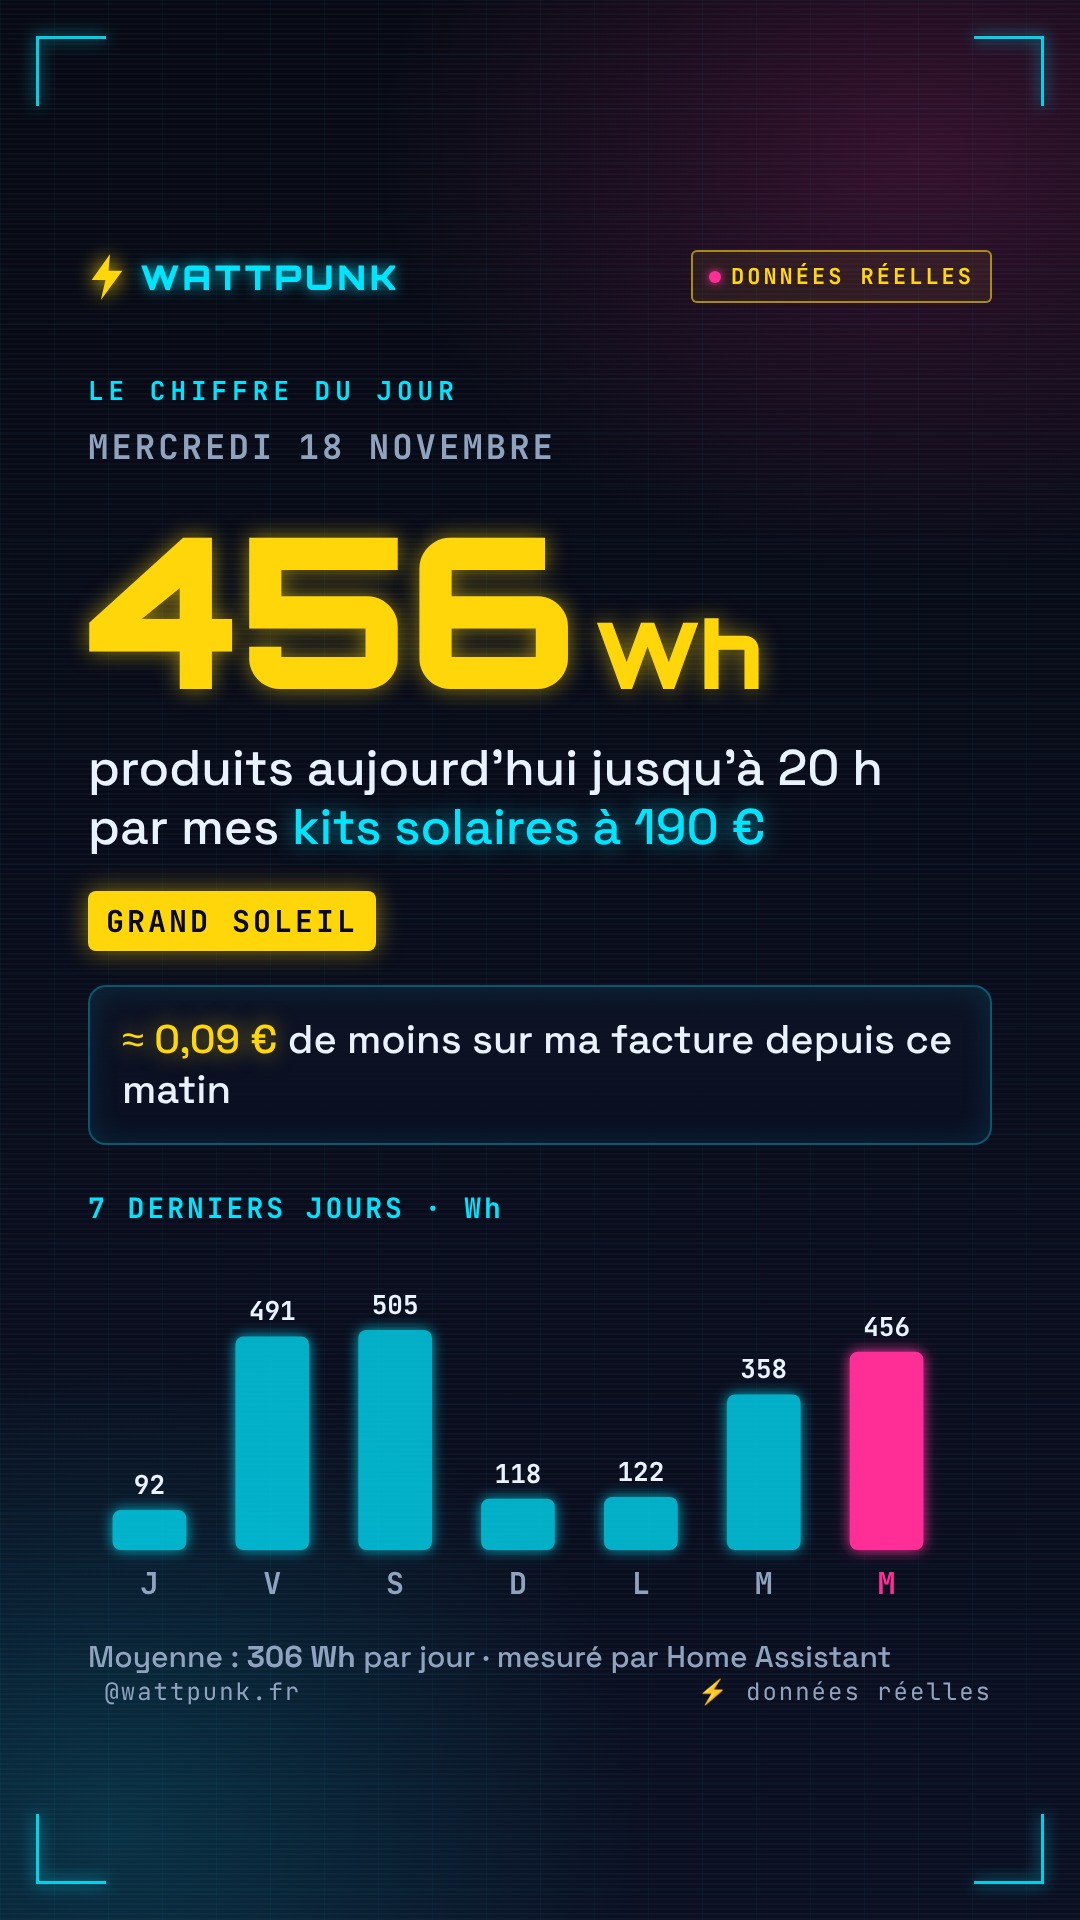 ⚡ WATTPUNK
DONNÉES RÉELLES
LE CHIFFRE DU JOUR
MERCREDI 18 NOVEMBRE
456 Wh
produits aujourd’hui jusqu’à 20 h
par mes kits solaires à 190 €
GRAND SOLEIL
≈ 0,09 € de moins sur ma facture depuis ce
matin
7 DERNIERS JOURS · Wh
92 491 505 118 122 358 456
J V S D L M M
Moyenne : 306 Wh par jour · mesuré par Home Assistant
@wattpunk.fr
⚡ données réelles